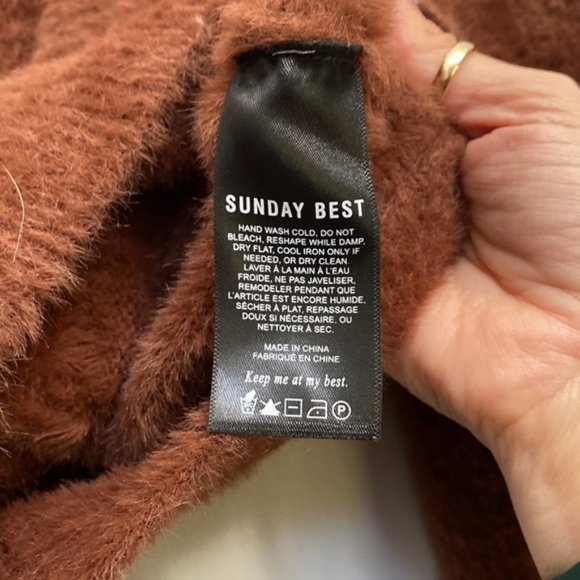 SUNDAY BEST
HAND WASH COLD, DO NOT
BLEACH, RESHAPE WHILE DAMP,
DRY FLAT, COOL IRON ONLY IF
NEEDED, OR DRY CLEAN.
LAVER À LA MAIN À L'EAU
FROIDE, NE PAS JAVELISER,
REMODELER PENDANT QUE
L'ARTICLE EST ENCORE HUMIDE,
SÉCHER À PLAT, REPASSAGE
DOUX SI NÉCESSAIRE, OU
NETTOYER À SEC.
MADE IN CHINA
FABRIQUÉ EN CHINE
Keep me at my best.
P